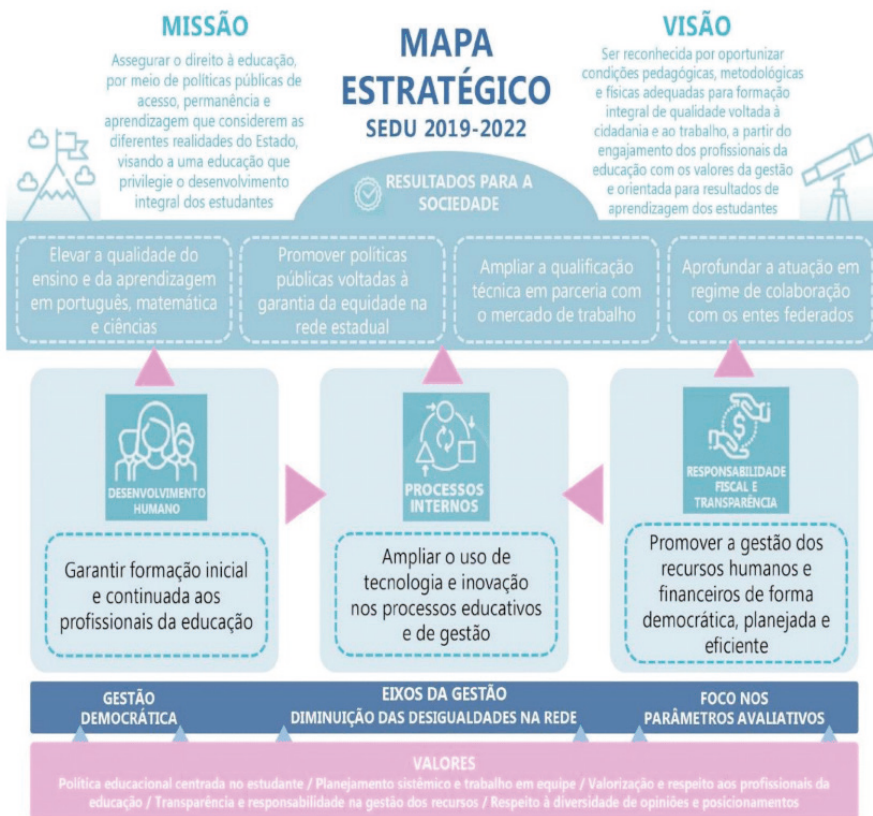 MISSÃO
Assegurar o direito à educação,
por meio de políticas públicas de
acesso, permanência e
aprendizagem que considerem as
diferentes realidades do Estado,
visando a uma educação que
privilegie o desenvolvimento
integral dos estudantes
MAPA
ESTRATÉGICO
SEDU 2019-2022
VISÃO
Ser reconhecida por oportunizar
condições pedagógicas, metodológicas
e físicas adequadas para formação
integral de qualidade voltada à
cidadania e ao trabalho, a partir do
engajamento dos profissionais da
educação com os valores da gestão
e orientada para resultados de
aprendizagem dos estudantes
RESULTADOS PARA A
SOCIEDADE
Elevar a qualidade do
ensino e da aprendizagem
em português, matemática
e ciências
Promover políticas
públicas voltadas à
garantia da equidade na
rede estadual
Ampliar a qualificação
técnica em parceria com
o mercado de trabalho
Aprofundar a atuação em
regime de colaboração
com os entes federados
DESENVOLVIMENTO
HUMANO
Garantir formação inicial
e continuada aos
profissionais da educação
PROCESSOS
INTERNOS
Ampliar o uso de
tecnologia e inovação
nos processos educativos
e de gestão
$
RESPONSABILIDADE
FISCAL E
TRANSPARÊNCIA
Promover a gestão dos
recursos humanos e
financeiros de forma
democrática, planejada e
eficiente
GESTÃO
DEMOCRÁTICA
EIXOS DA GESTÃO
DIMINUIÇÃO DAS DESIGUALDADES NA REDE
FOCO NOS
PARÂMETROS AVALIATIVOS
VALORES
Política educacional centrada no estudante / Planejamento sistêmico e trabalho em equipe / Valorização e respeito aos profissionais da
educação / Transparência e responsabilidade na gestão dos recursos / Respeito à diversidade de opiniões e posicionamentos